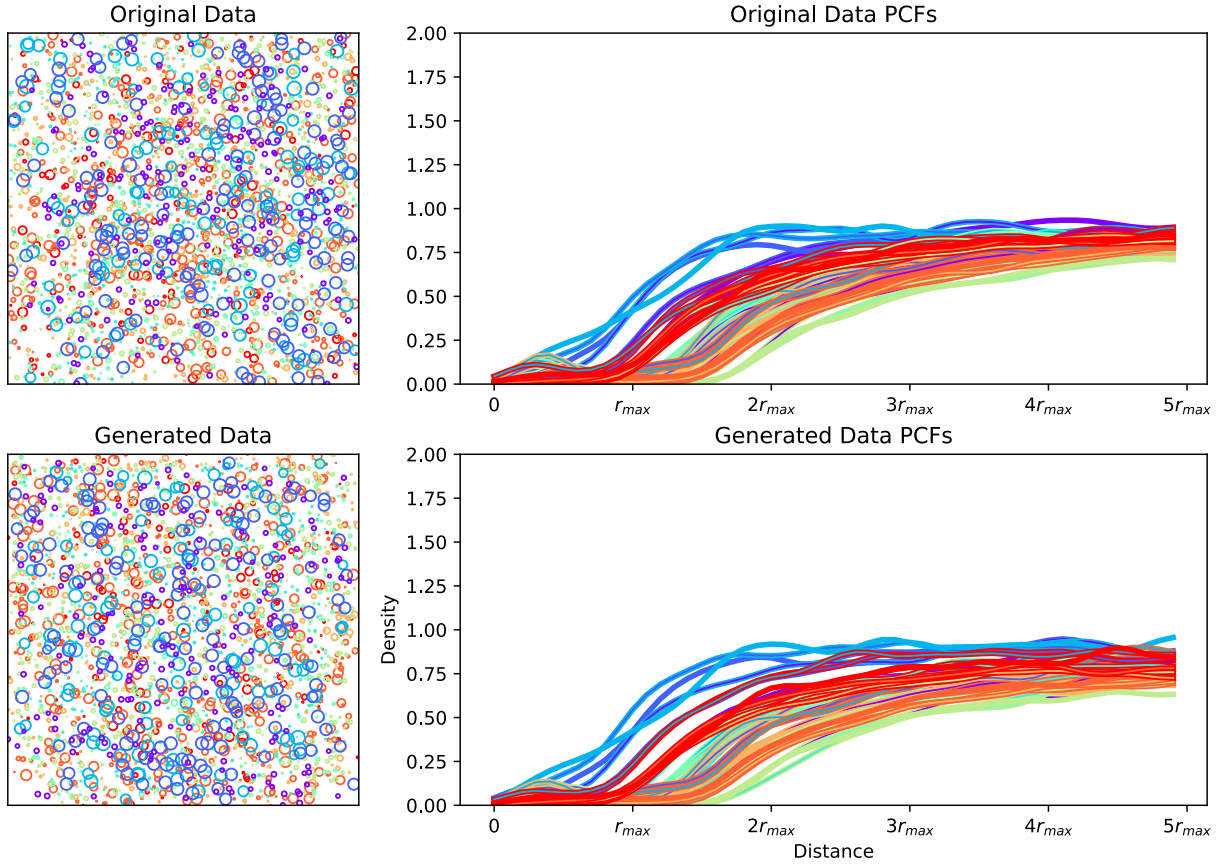 Original Data
Original Data PCFs
2.00
1.75
1.50
1.25
1.00
0.75
0.50
0.25
0.00
0 r_max 2r_max 3r_max 4r_max 5r_max
Generated Data
Generated Data PCFs
2.00
1.75
1.50
1.25
1.00
0.75
0.50
0.25
0.00
Density
0 r_max 2r_max 3r_max 4r_max 5r_max
Distance